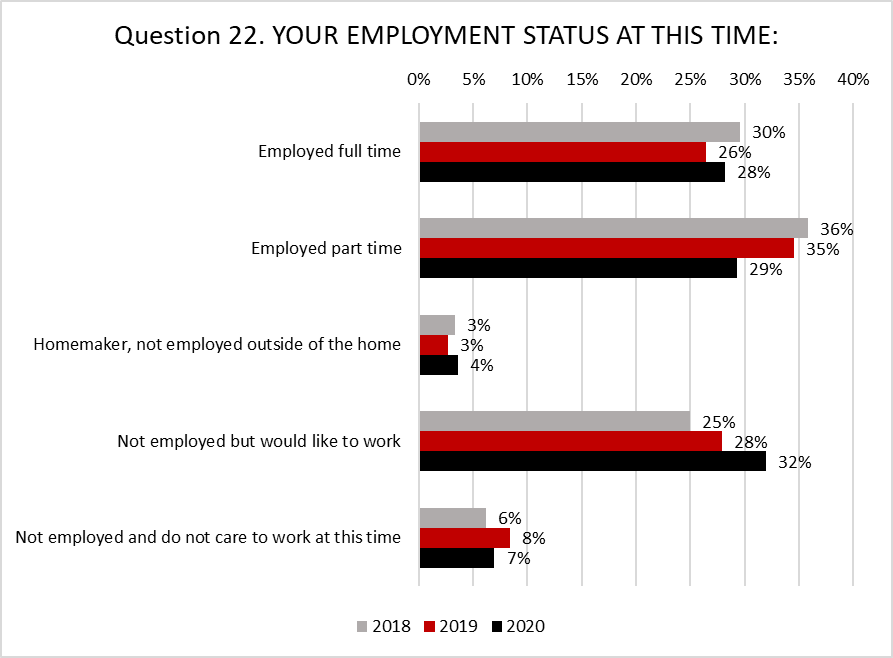 Question 22. YOUR EMPLOYMENT STATUS AT THIS TIME:
0% 5% 10% 15% 20% 25% 30% 35% 40%
Employed full time
30%
26%
28%
Employed part time
36%
35%
29%
Homemaker, not employed outside of the home
3%
3%
4%
Not employed but would like to work
25%
28%
32%
Not employed and do not care to work at this time
6%
8%
7%
2018 2019 2020